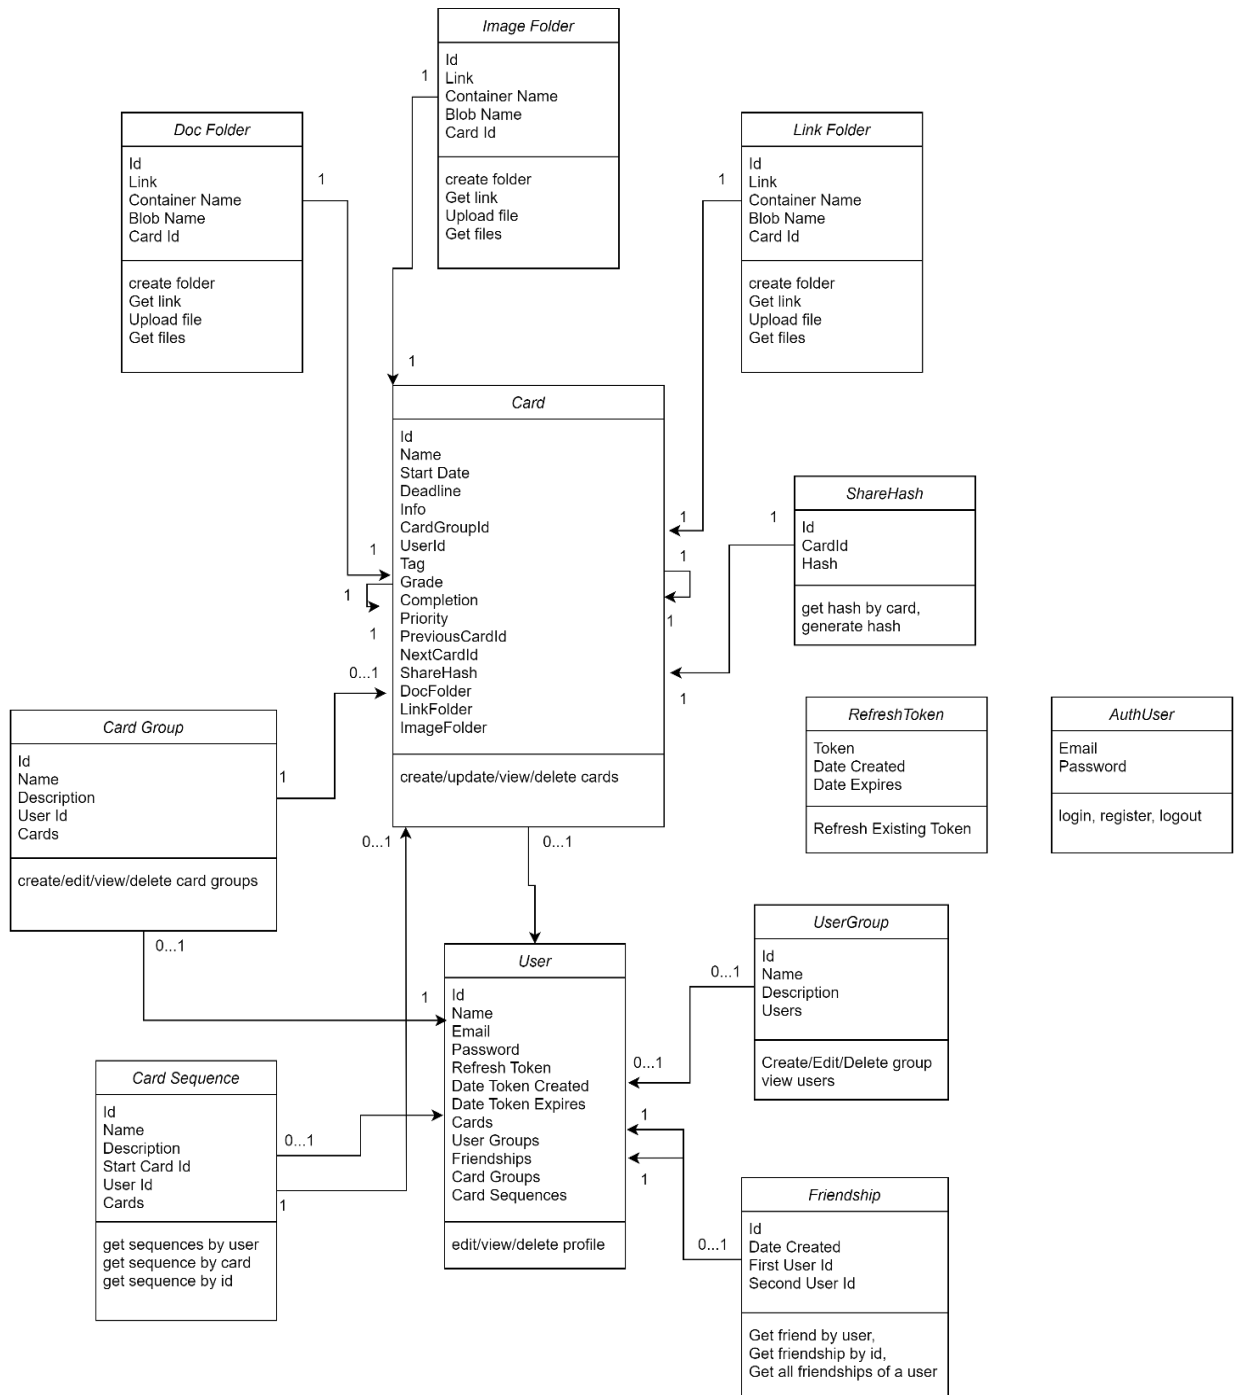 Image Folder
Id
Link
Container Name
Blob Name
Card Id
create folder
Get link
Upload file
Get files
1
1
Doc Folder
Id
Link
Container Name
Blob Name
Card Id
create folder
Get link
Upload file
Get files
1
1
Link Folder
Id
Link
Container Name
Blob Name
Card Id
create folder
Get link
Upload file
Get files
1
1
Card
Id
Name
Start Date
Deadline
Info
CardGroupId
UserId
Tag
Grade
Completion
Priority
PreviousCardId
NextCardId
ShareHash
DocFolder
LinkFolder
ImageFolder
create/update/view/delete cards
1
1
1
1
ShareHash
Id
CardId
Hash
get hash by card,
generate hash
1
1
RefreshToken
Token
Date Created
Date Expires
Refresh Existing Token
AuthUser
Email
Password
login, register, logout
Card Group
Id
Name
Description
User Id
Cards
create/edit/view/delete card groups
1
0...1
0...1
1
0...1
0...1
User
Id
Name
Email
Password
Refresh Token
Date Token Created
Date Token Expires
Cards
User Groups
Friendships
Card Groups
Card Sequences
edit/view/delete profile
UserGroup
Id
Name
Description
Users
Create/Edit/Delete group
view users
0...1
0...1
Card Sequence
Id
Name
Description
Start Card Id
User Id
Cards
get sequences by user
get sequence by card
get sequence by id
0...1
1
Friendship
Id
Date Created
First User Id
Second User Id
Get friend by user,
Get friendship by id,
Get all friendships of a user
1
1
0...1